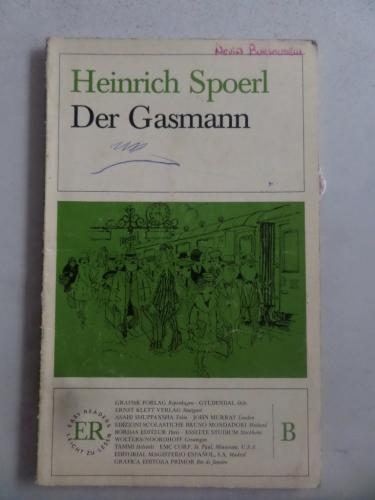 Heinrich Spoerl
Der Gasmann
EASY READERS
ER
LEICHT ZU LESEN
GRAFISK FORLAG Kopenhagen · GYLDENDAL Oslo
ERNST KLETT VERLAG Stuttgart
ASAHI SHUPPANSHA Tokio · JOHN MURRAY London
EDIZIONI SCOLASTICHE BRUNO MONDADORI Mailand
BORDAS EDITEUR Paris · ESSELTE STUDIUM Stockholm
WOLTERS/NOORDHOFF Groningen
TAMMI Helsinki · EMC CORP. St. Paul, Minnesota, U.S.A.
EDITORIAL MAGISTERIO ESPAÑOL, S.A. Madrid
GRAFICA EDITORA PRIMOR Rio de Janeiro
B